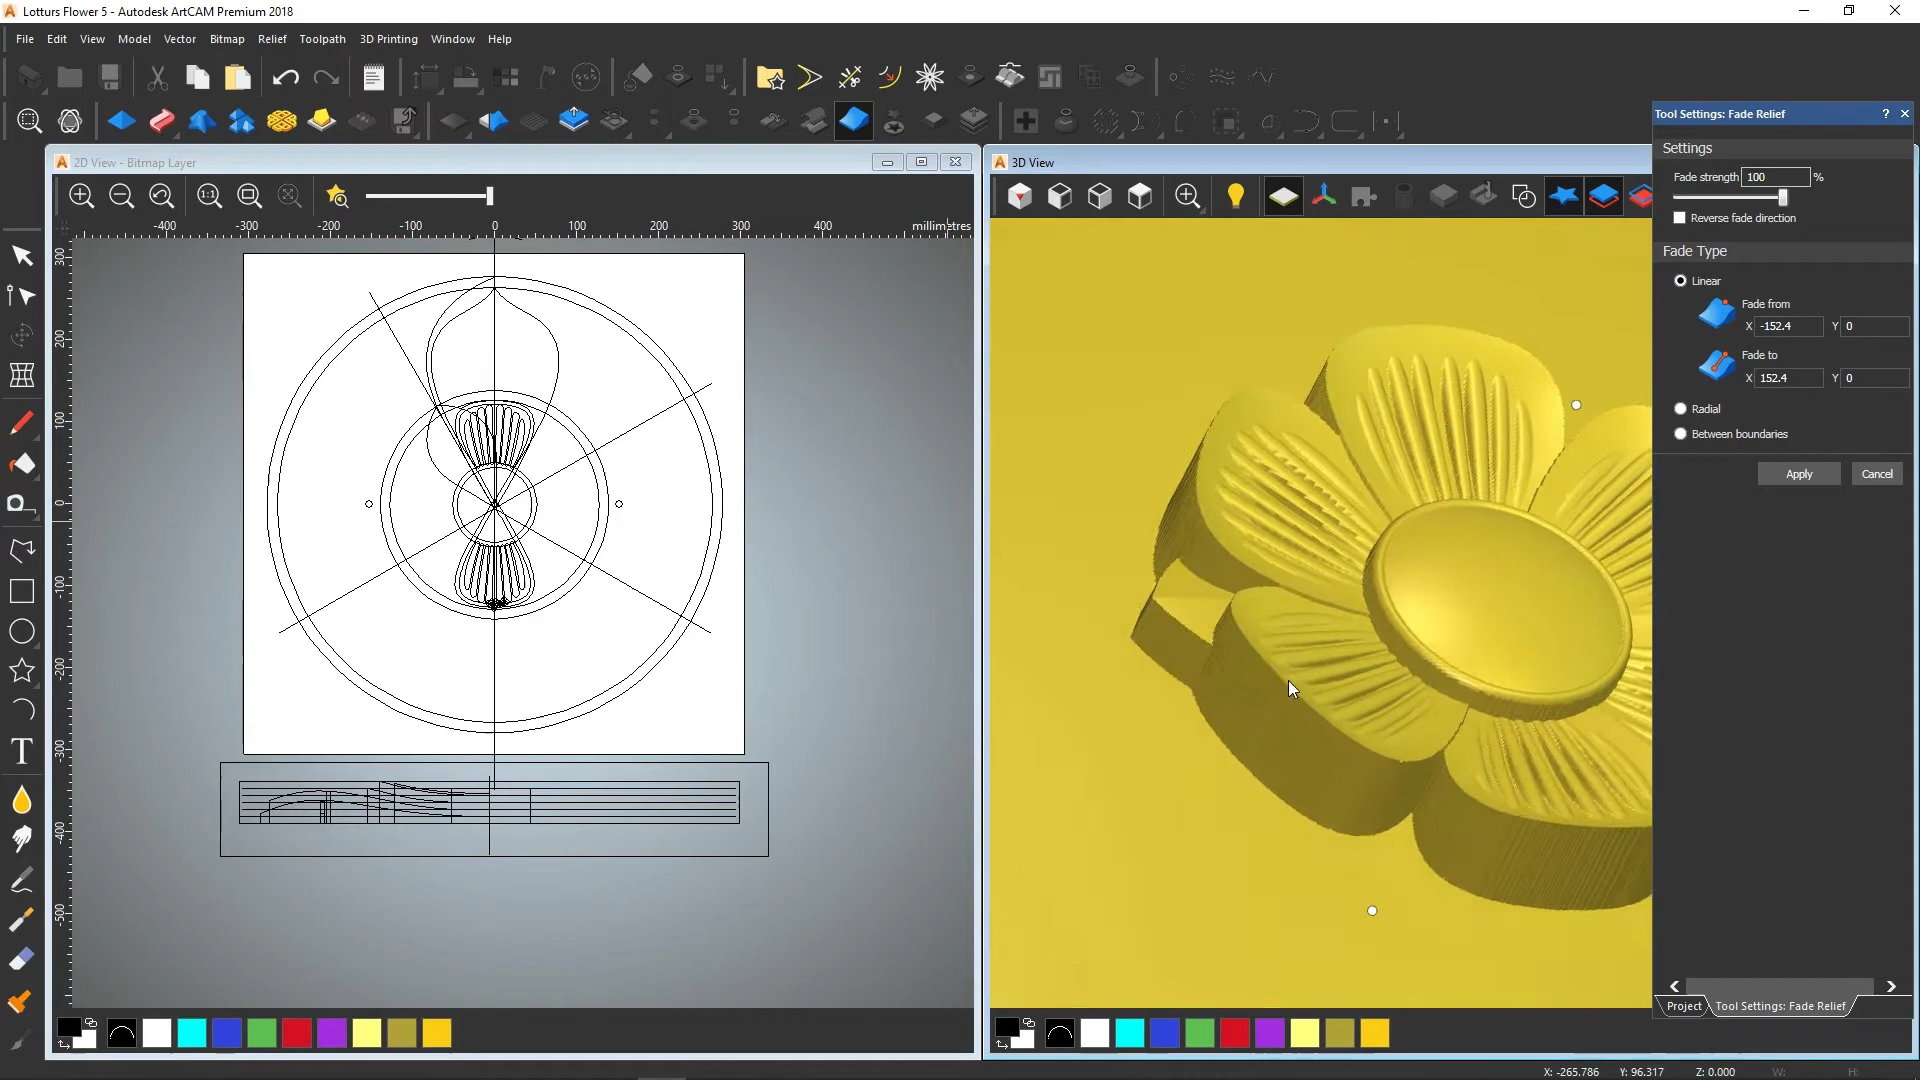 Lotturs Flower 5 - Autodesk ArtCAM Premium 2018
File Edit View Model Vector Bitmap Relief Toolpath 3D Printing Window Help
2D View - Bitmap Layer
1:1
-400 -300 -200 -100 0 100 200 300 400 millimetres
300
200
100
0
-100
-200
-300
-400
-500
3D View
Tool Settings: Fade Relief ?
Settings
Fade strength 100 %
Reverse fade direction
Fade Type
Linear
Fade from
X -152.4 Y 0
Fade to
X 152.4 Y 0
Radial
Between boundaries
Apply Cancel
Project Tool Settings: Fade Relief
X: -265.786 Y: 96.317 Z: 0.000 W: H: